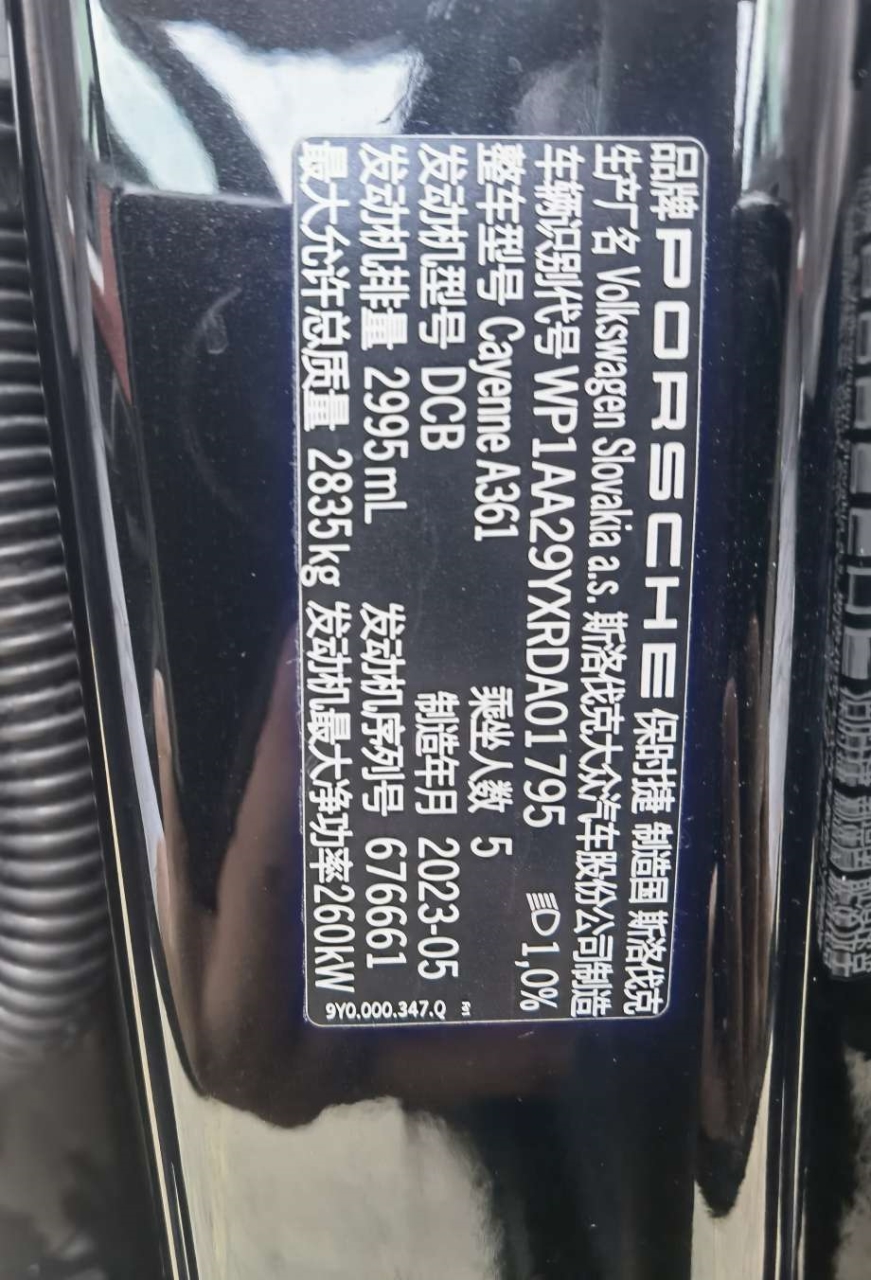 品牌 PORSCHE 保时捷 制造国 斯洛伐克
生产厂名 Volkswagen Slovakia a.s. 斯洛伐克大众汽车股份公司制造
车辆识别代号 WP1AA29YXRDA01795 1,0%
整车型号 Cayenne A361 乘坐人数 5
发动机型号 DCB 制造年月 2023-05
发动机排量 2995mL 发动机序列号 676661
最大允许总质量 2835kg 发动机最大净功率260kW
9Y0.000.347.Q